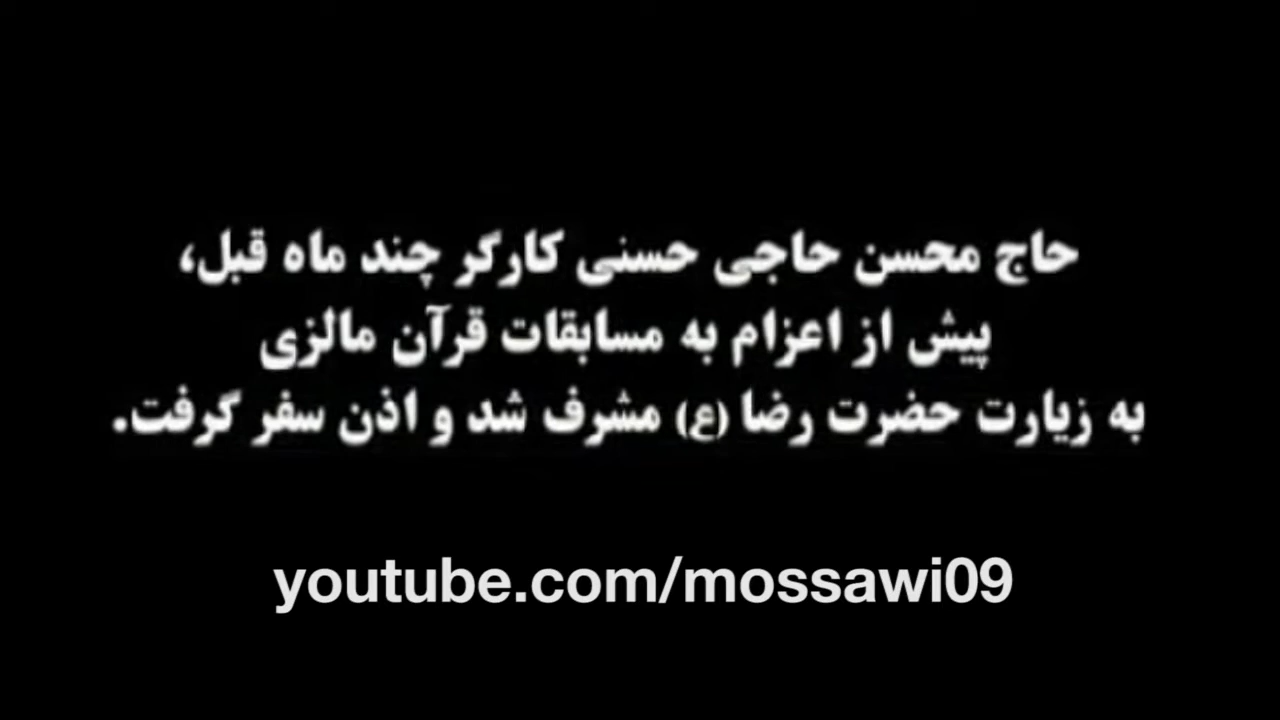 حاج محسن حاجی حسنی کارگر چند ماه قبل،
پیش از اعزام به مسابقات قرآن مالزی
به زیارت حضرت رضا (ع) مشرف شد و اذن سفر گرفت.
youtube.com/mossawi09